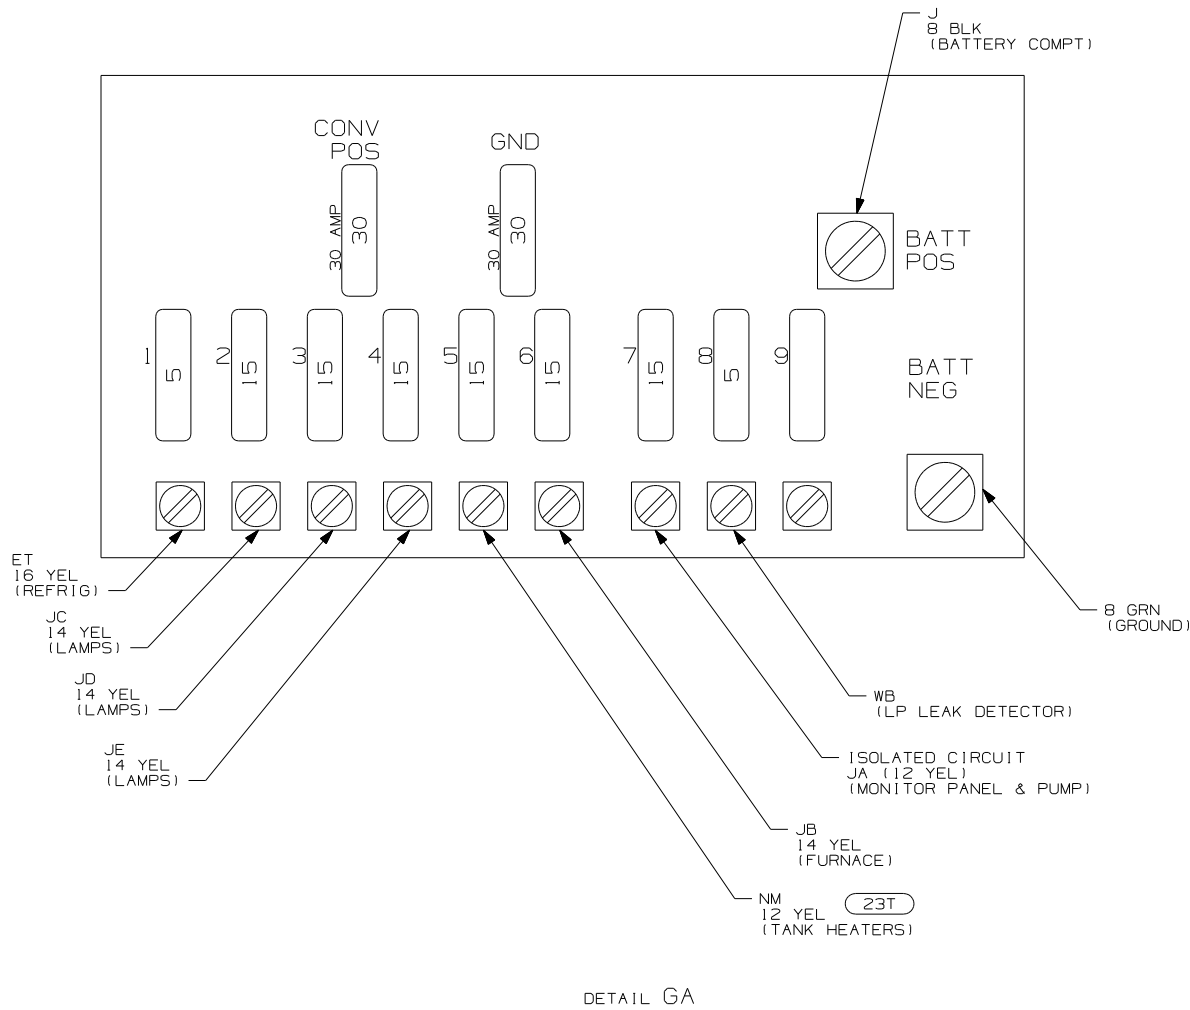 J
8 BLK
(BATTERY COMPT)
CONV
POS
GND
30 AMP
30
30 AMP
30
BATT
POS
1
5
2
15
3
15
4
15
5
15
6
15
7
15
8
5
9
BATT
NEG
ET
16 YEL
(REFRIG)
JC
14 YEL
(LAMPS)
JD
14 YEL
(LAMPS)
JE
14 YEL
(LAMPS)
8 GRN
(GROUND)
WB
(LP LEAK DETECTOR)
ISOLATED CIRCUIT
JA (12 YEL)
(MONITOR PANEL & PUMP)
JB
14 YEL
(FURNACE)
NM
12 YEL
(TANK HEATERS)
23T
DETAIL GA